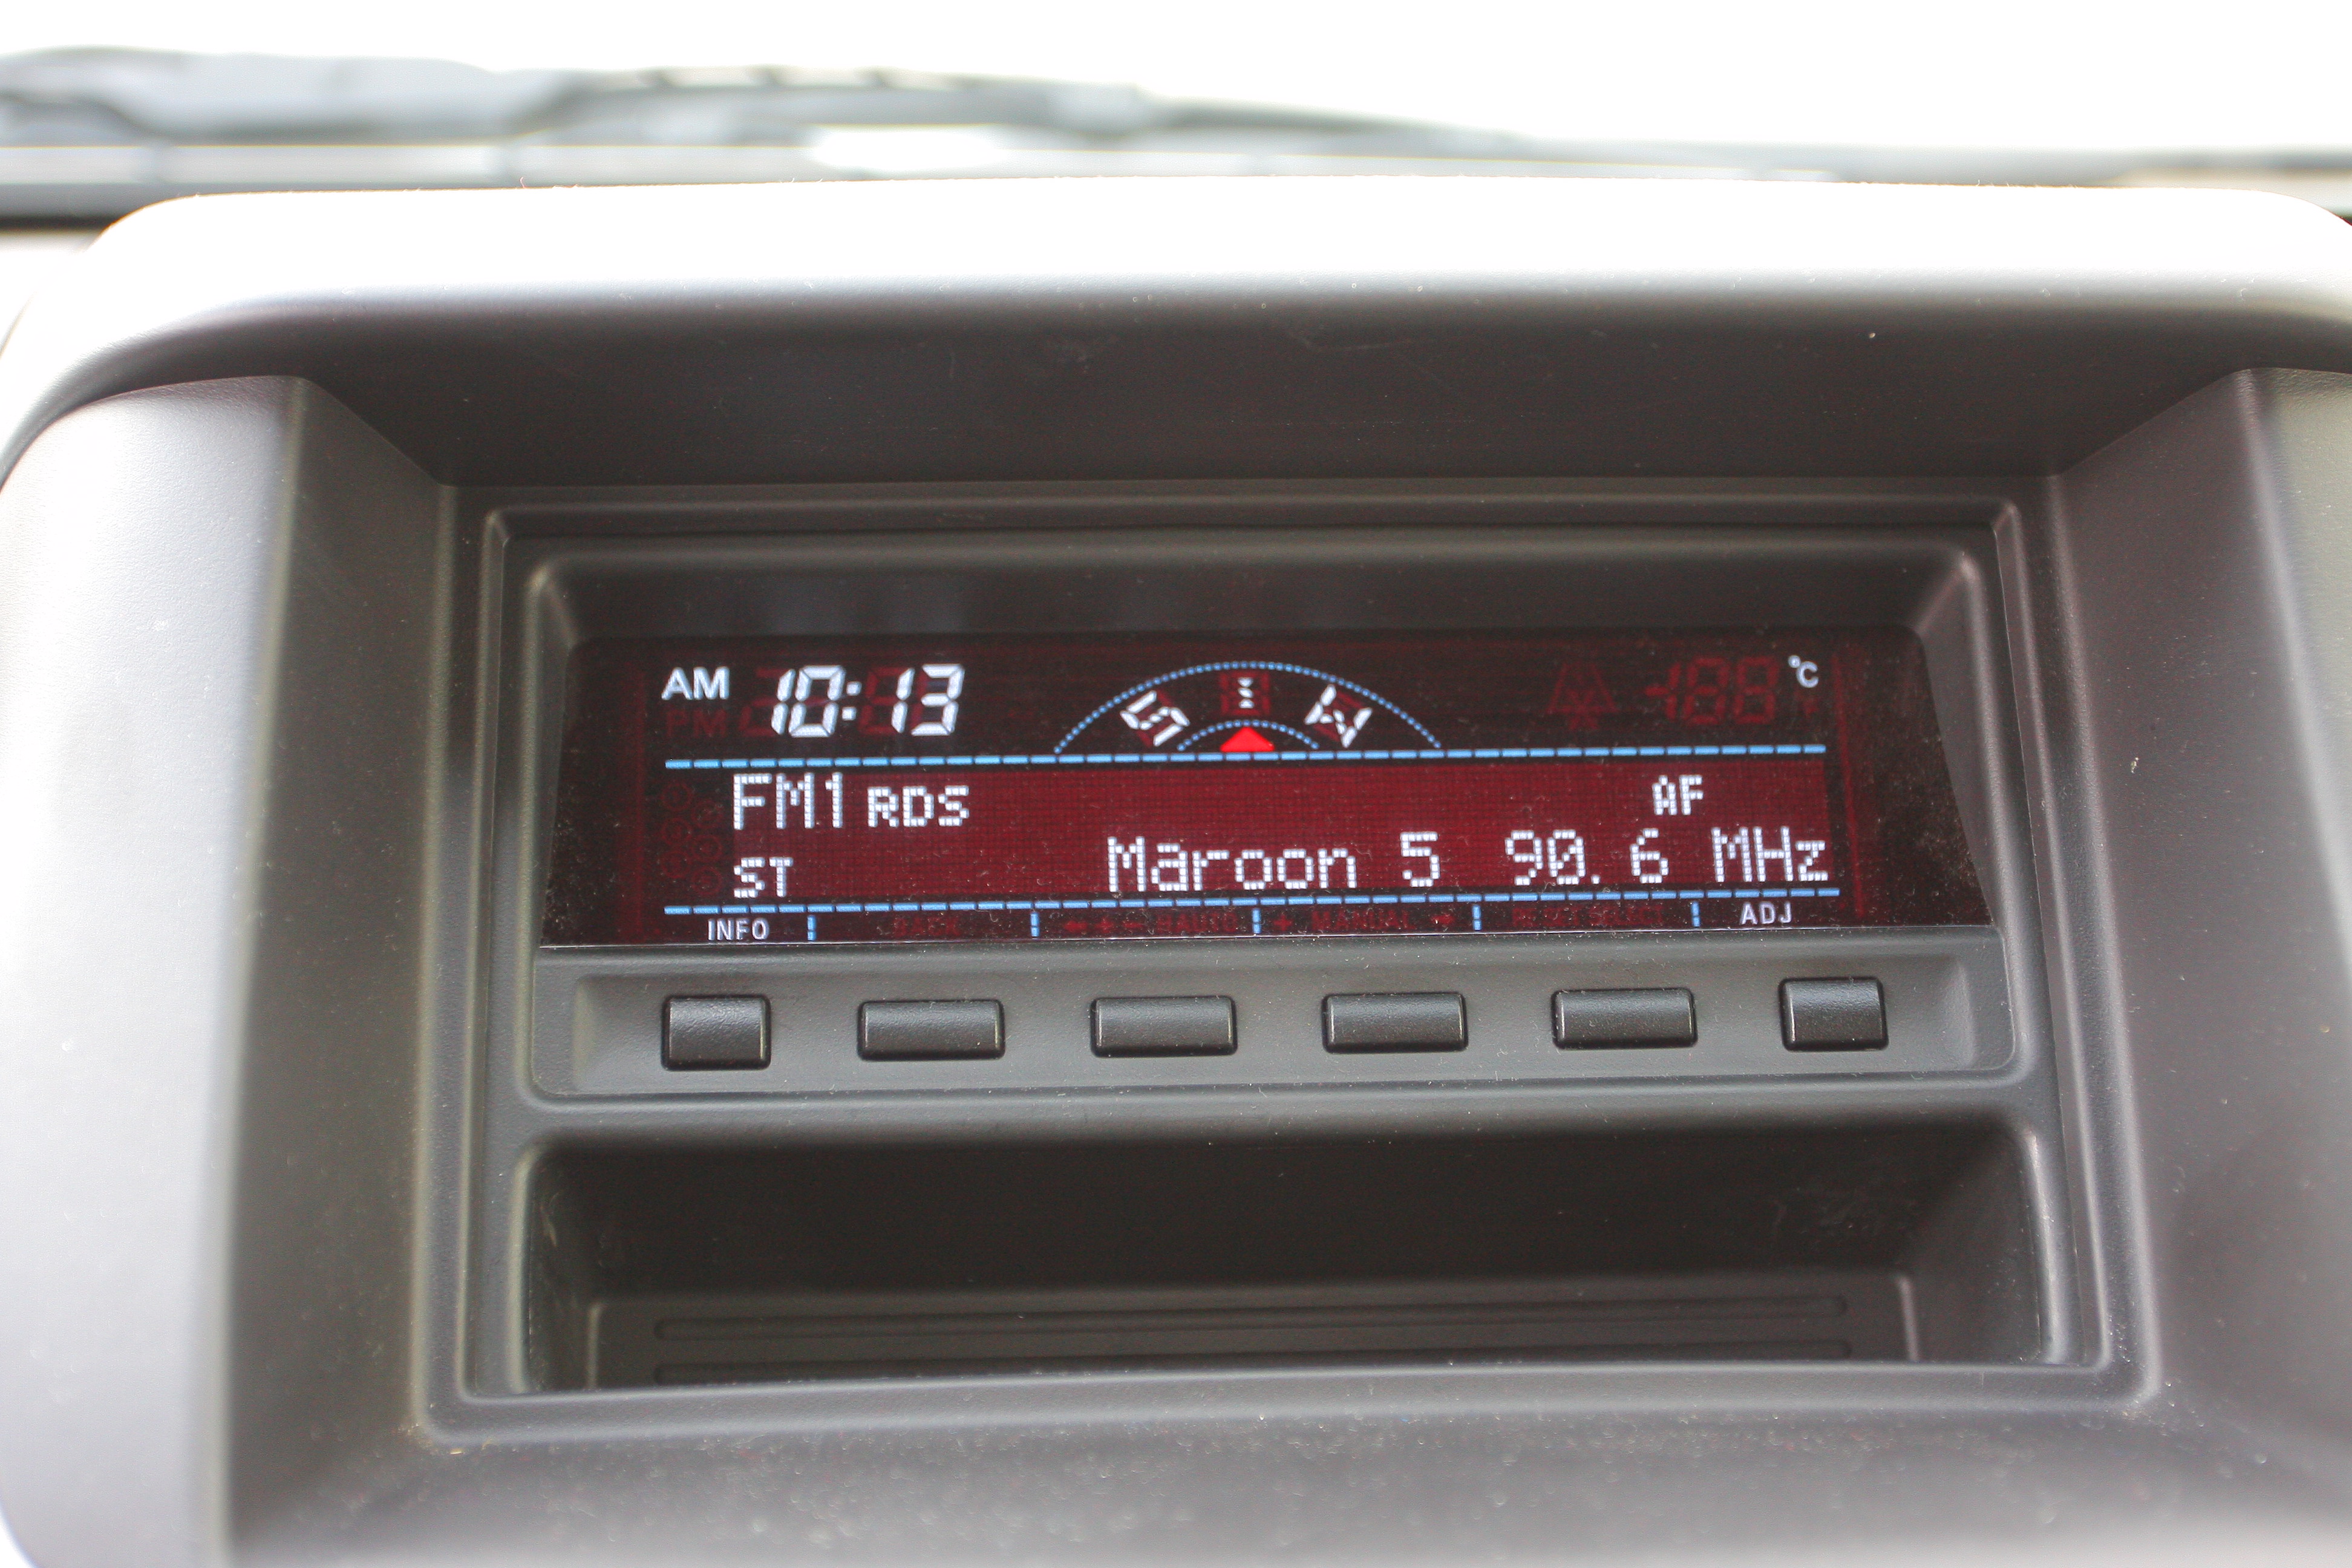 AM 10:13 S W °C
FM1 RDS AF
ST Maroon 5 90.6 MHz
INFO ADJ